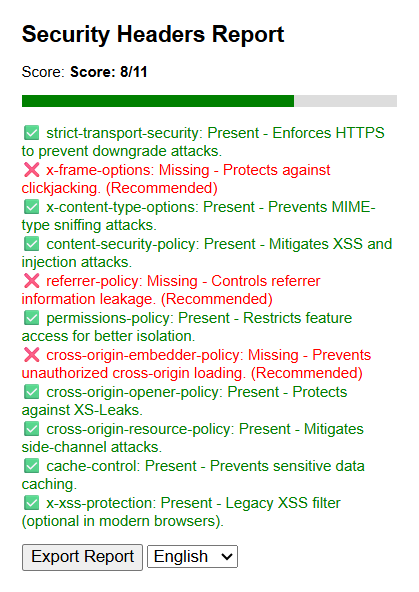 Security Headers Report
Score: Score: 8/11
✅ strict-transport-security: Present - Enforces HTTPS
to prevent downgrade attacks.
❌ x-frame-options: Missing - Protects against
clickjacking. (Recommended)
✅ x-content-type-options: Present - Prevents MIME-
type sniffing attacks.
✅ content-security-policy: Present - Mitigates XSS and
injection attacks.
❌ referrer-policy: Missing - Controls referrer
information leakage. (Recommended)
✅ permissions-policy: Present - Restricts feature
access for better isolation.
❌ cross-origin-embedder-policy: Missing - Prevents
unauthorized cross-origin loading. (Recommended)
✅ cross-origin-opener-policy: Present - Protects
against XS-Leaks.
✅ cross-origin-resource-policy: Present - Mitigates
side-channel attacks.
✅ cache-control: Present - Prevents sensitive data
caching.
✅ x-xss-protection: Present - Legacy XSS filter
(optional in modern browsers).
Export Report English